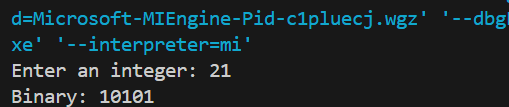 d=Microsoft-MIEngine-Pid-c1pluecj.wgz' '--dbg
xe' '--interpreter=mi'
Enter an integer: 21
Binary: 10101